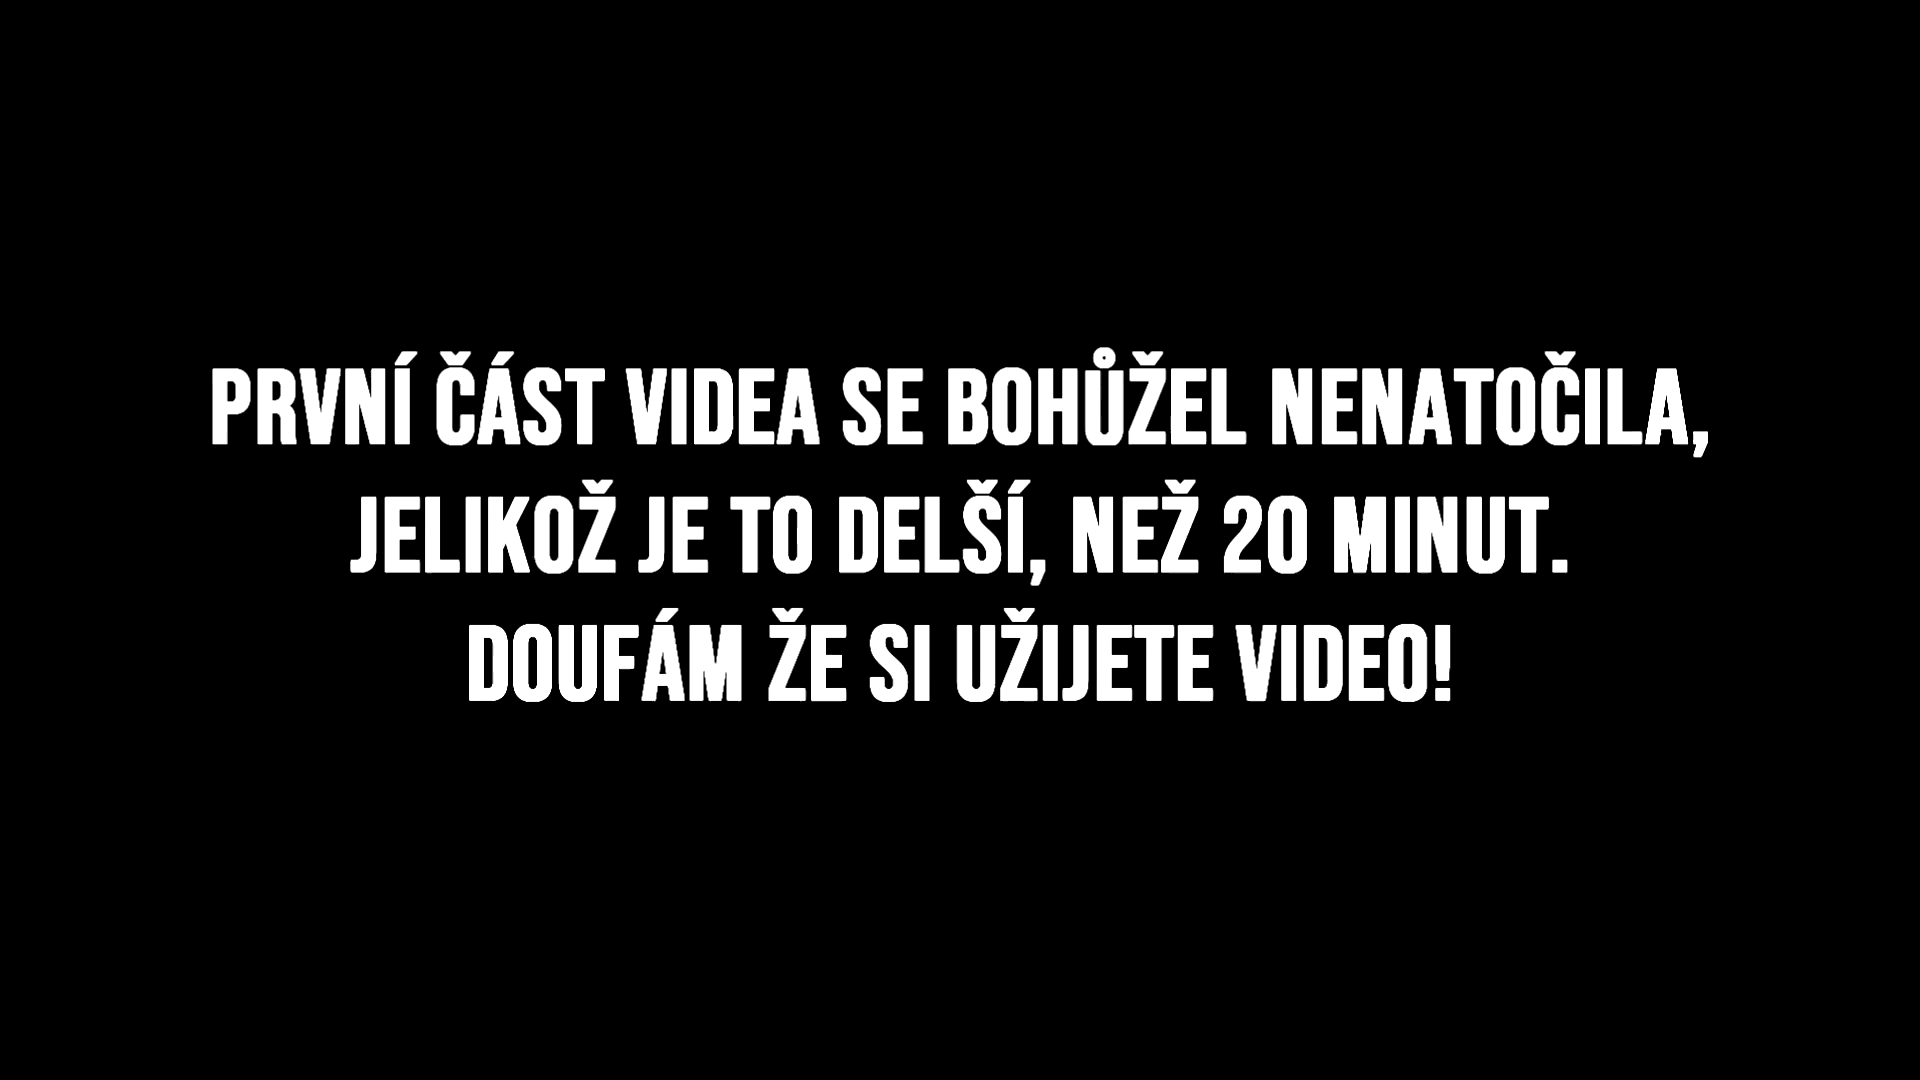 PRVNÍ ČÁST VIDEA SE BOHŮŽEL NENATOČILA,
JELIKOŽ JE TO DELŠÍ, NEŽ 20 MINUT.
DOUFÁM ŽE SI UŽIJETE VIDEO!